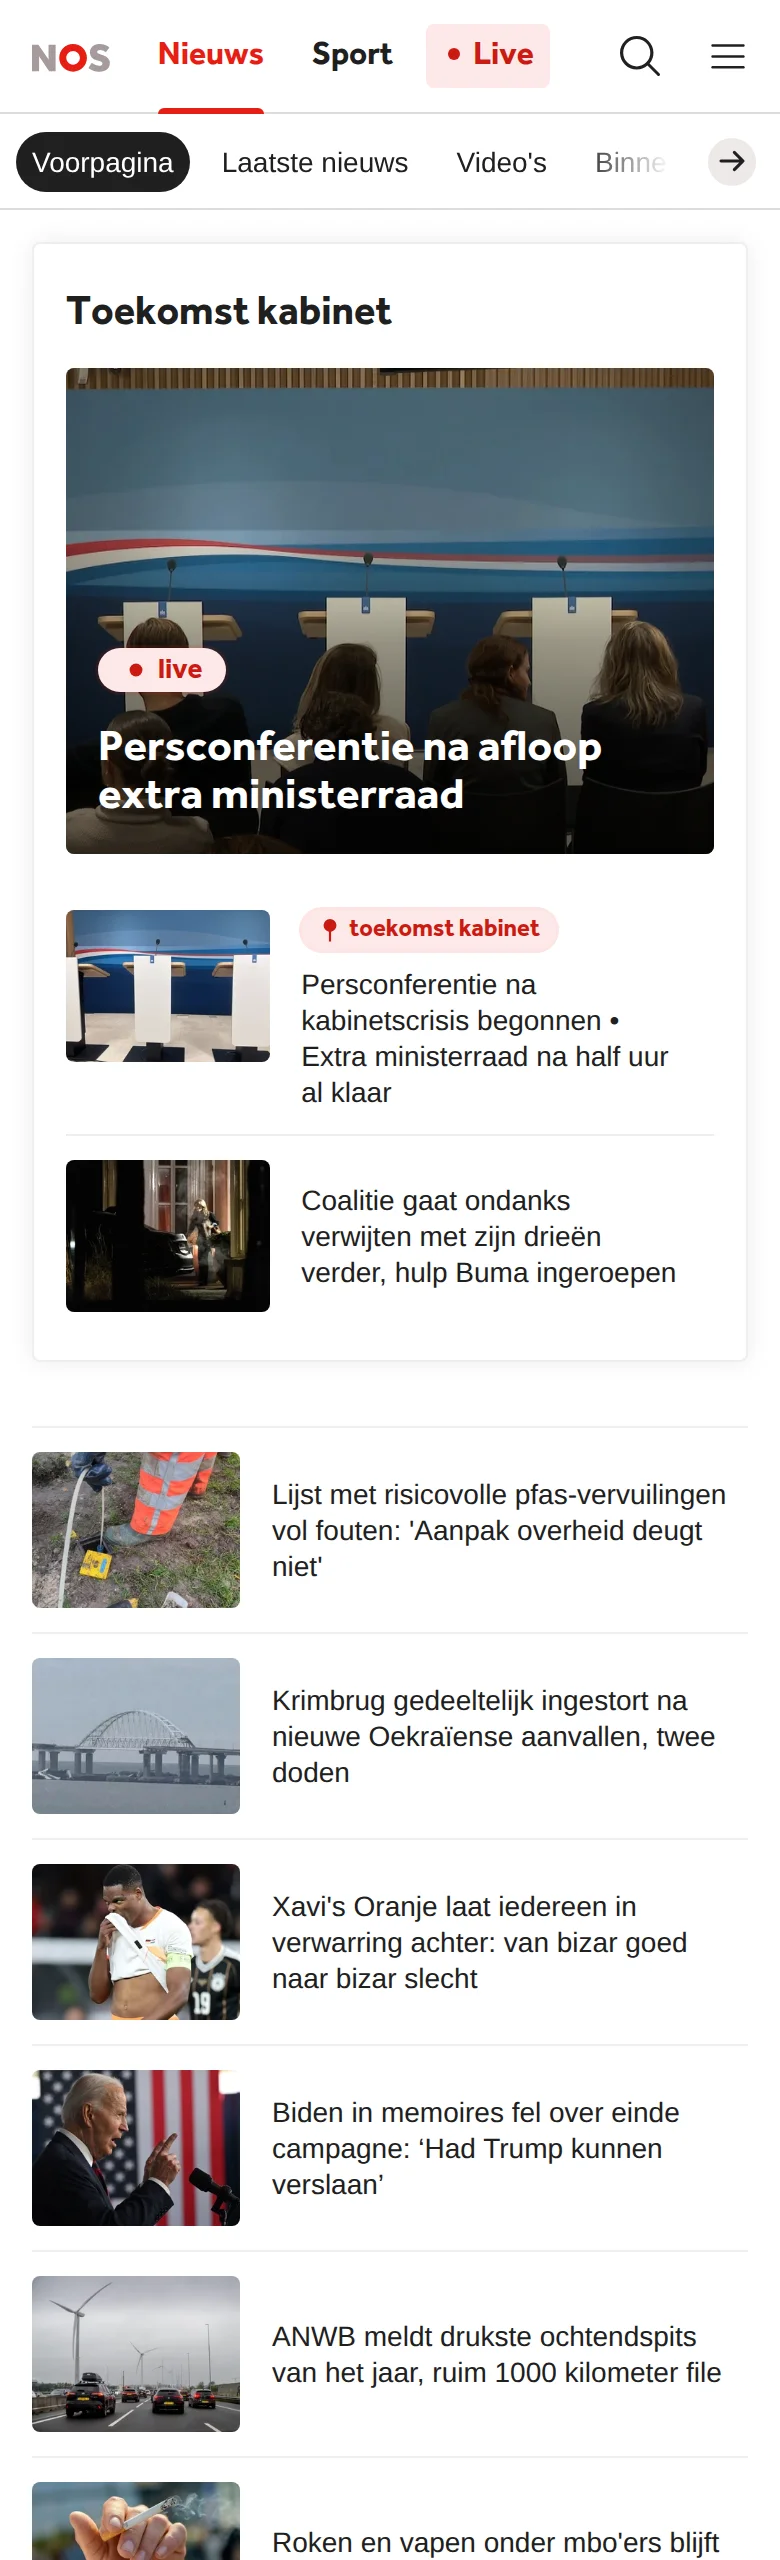 NOS Nieuws Sport Live
Voorpagina Laatste nieuws Video's Binne
Toekomst kabinet
live
Persconferentie na afloop
extra ministerraad
toekomst kabinet
Persconferentie na
kabinetscrisis begonnen •
Extra ministerraad na half uur
al klaar
Coalitie gaat ondanks
verwijten met zijn drieën
verder, hulp Buma ingeroepen
Lijst met risicovolle pfas-vervuilingen
vol fouten: 'Aanpak overheid deugt
niet'
Krimbrug gedeeltelijk ingestort na
nieuwe Oekraïense aanvallen, twee
doden
19
Xavi's Oranje laat iedereen in
verwarring achter: van bizar goed
naar bizar slecht
Biden in memoires fel over einde
campagne: ‘Had Trump kunnen
verslaan’
ANWB meldt drukste ochtendspits
van het jaar, ruim 1000 kilometer file
Roken en vapen onder mbo'ers blijft